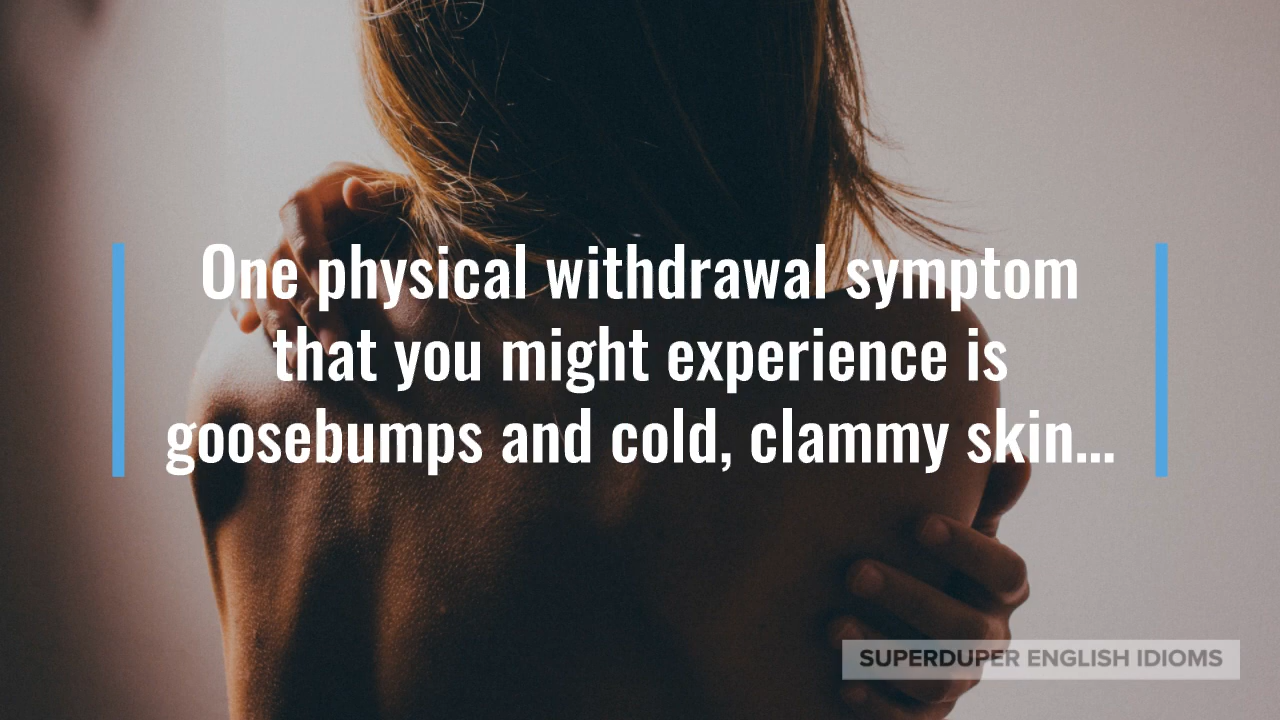 One physical withdrawal symptom
that you might experience is
goosebumps and cold, clammy skin...
SUPERDUPER ENGLISH IDIOMS